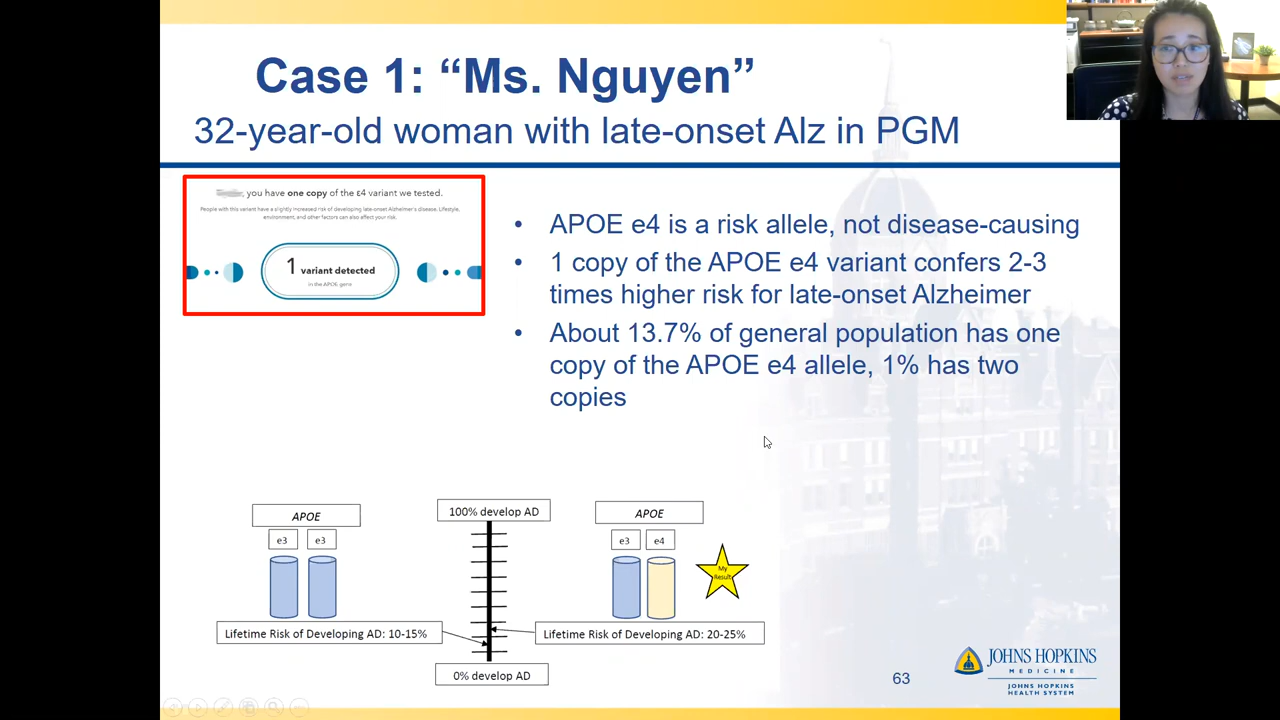 Case 1: “Ms. Nguyen”
32-year-old woman with late-onset Alz in PGM
, you have one copy of the ε4 variant we tested.
People with this variant have a slightly increased risk of developing late-onset Alzheimer's disease. Lifestyle,
environment, and other factors can also affect your risk.
1 variant detected
in the APOE gene
• APOE e4 is a risk allele, not disease-causing
• 1 copy of the APOE e4 variant confers 2-3
times higher risk for late-onset Alzheimer
• About 13.7% of general population has one
copy of the APOE e4 allele, 1% has two
copies
APOE
e3 e3
Lifetime Risk of Developing AD: 10-15%
100% develop AD
0% develop AD
APOE
e3 e4
My
Result
Lifetime Risk of Developing AD: 20-25%
63
JOHNS HOPKINS
MEDICINE
JOHNS HOPKINS
HEALTH SYSTEM